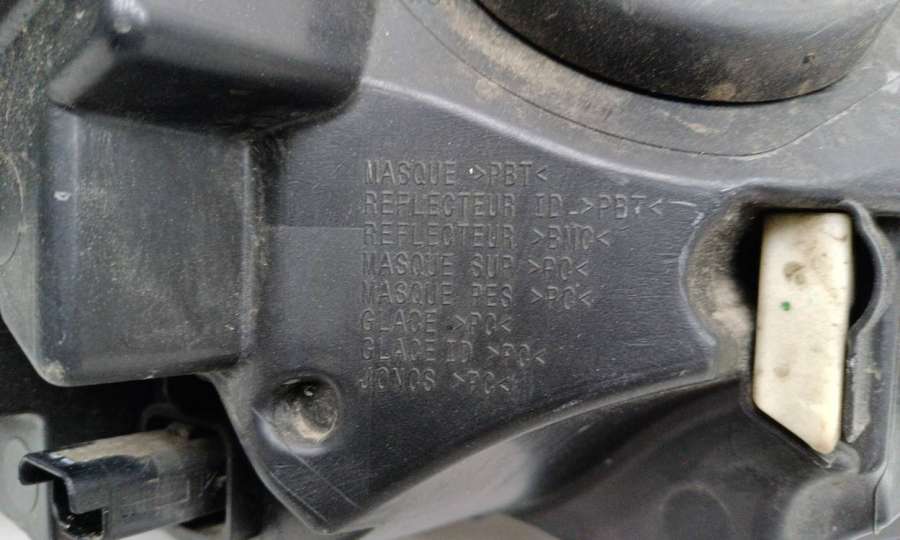 MASQUE >PBT<
REFLECTEUR ID >PBT<
REFLECTEUR >BMC<
MASQUE SUP >PC<
MASQUE PES >PC<
GLACE >PC<
GLACE ID >PC<
JONCS >PC<